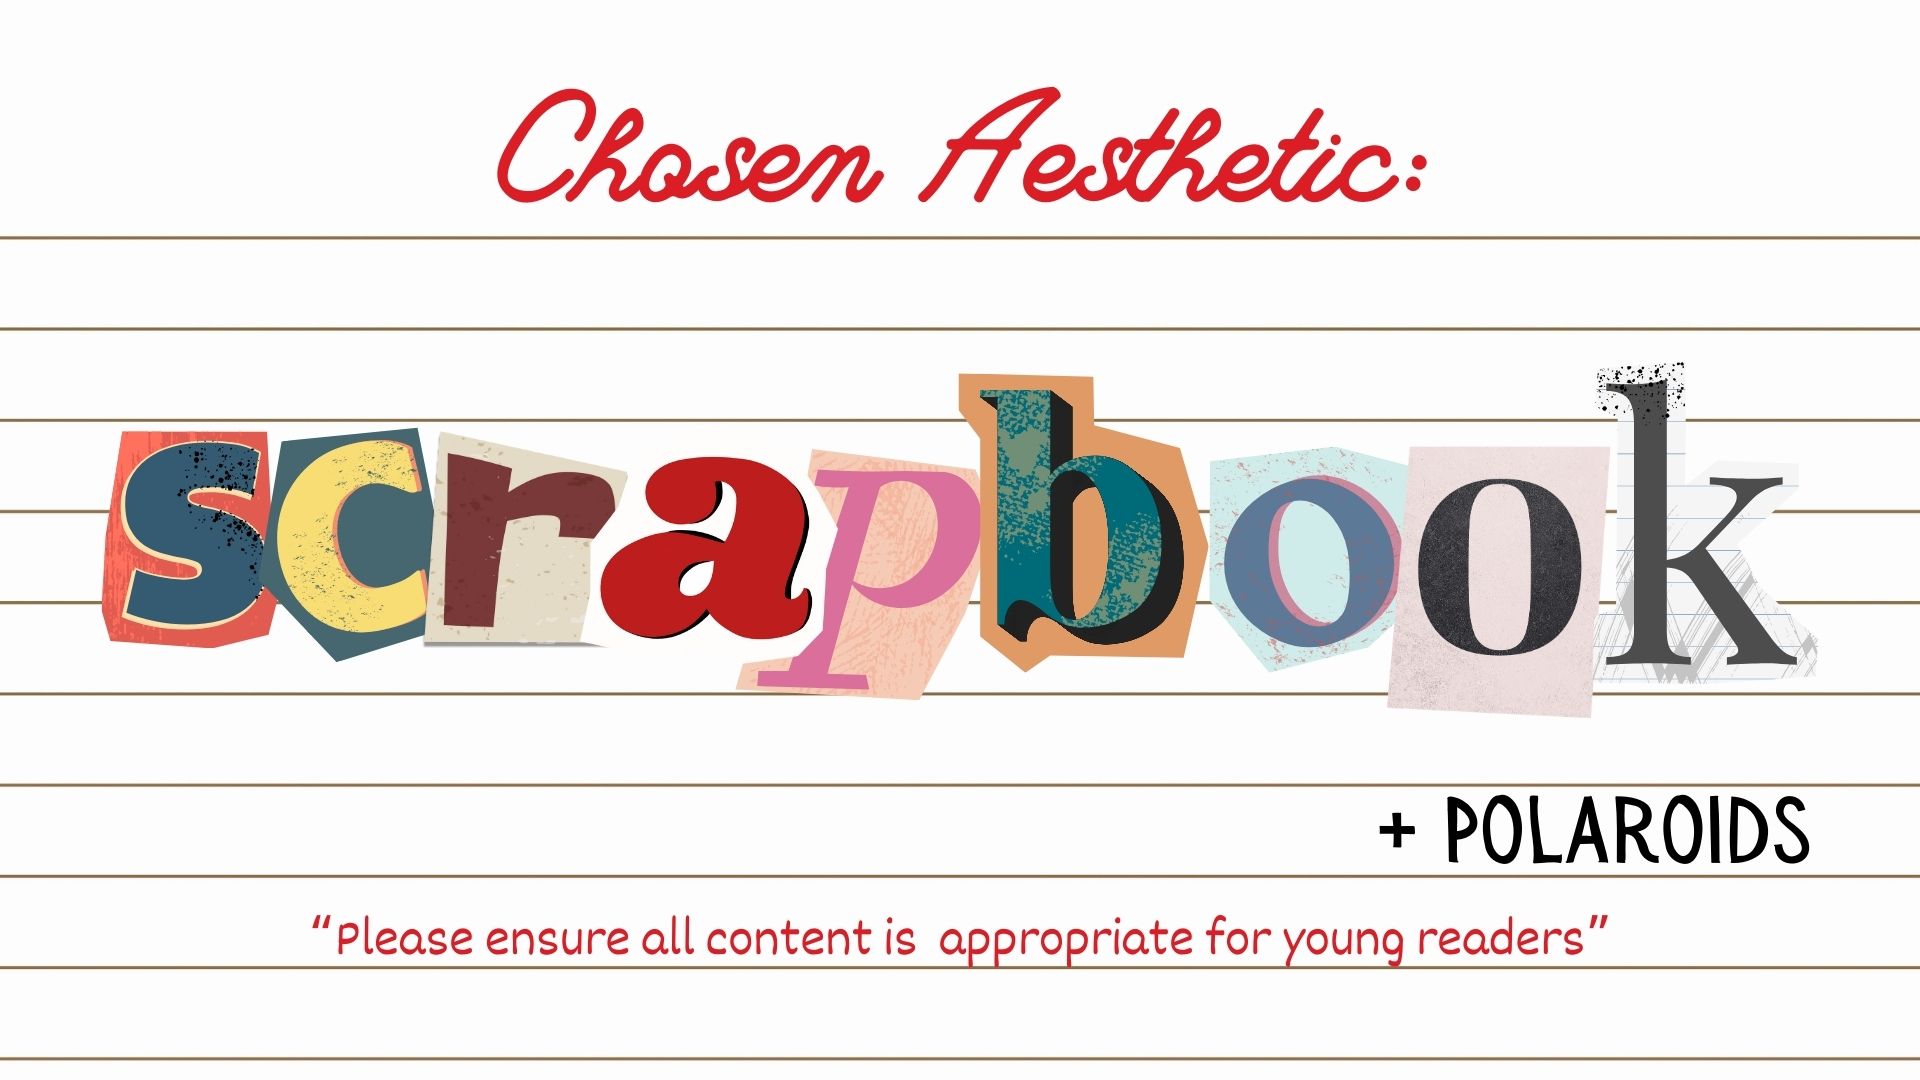 Chosen Aesthetic:
scrapbook
+ POLAROIDS
“Please ensure all content is appropriate for young readers”